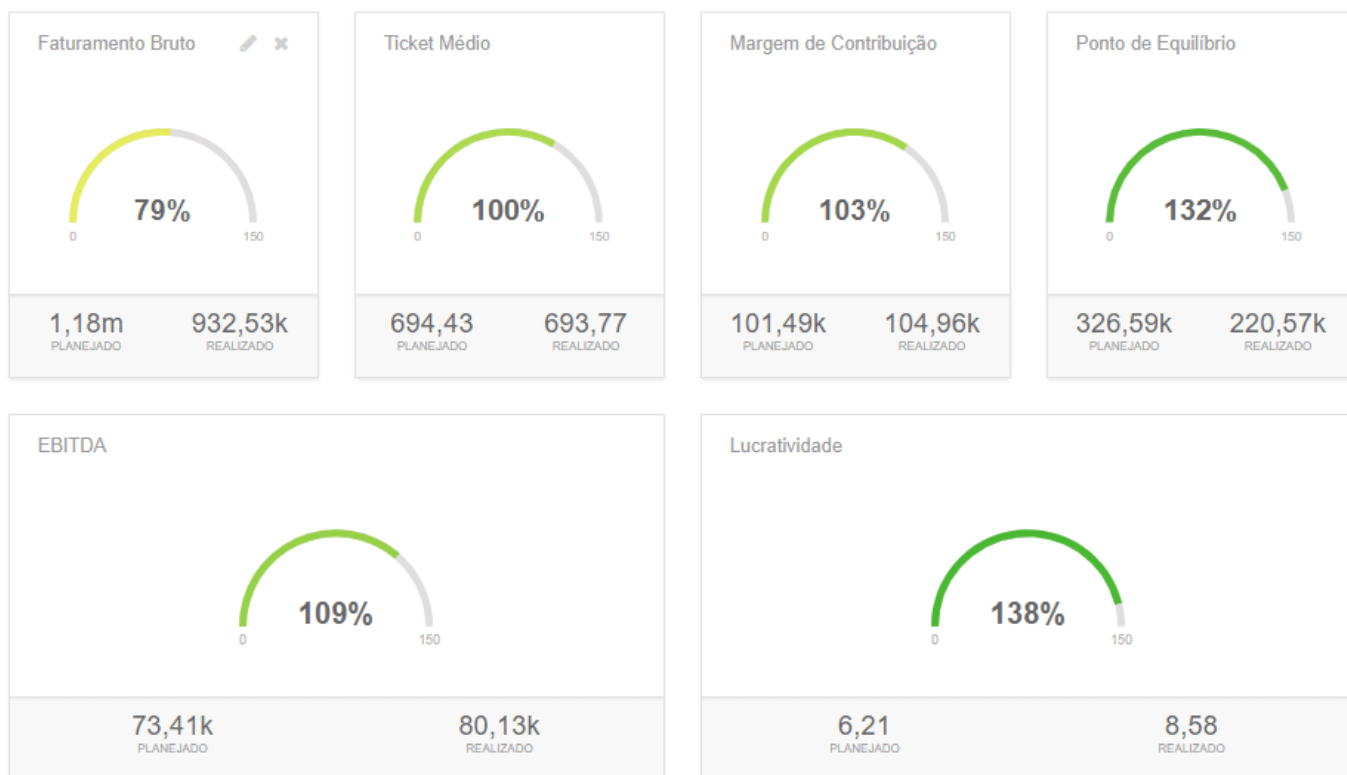 Faturamento Bruto
79%
0 150
1,18m 932,53k
PLANEJADO REALIZADO
Ticket Médio
100%
0 150
694,43 693,77
PLANEJADO REALIZADO
Margem de Contribuição
103%
0 150
101,49k 104,96k
PLANEJADO REALIZADO
Ponto de Equilíbrio
132%
0 150
326,59k 220,57k
PLANEJADO REALIZADO
EBITDA
109%
0 150
73,41k 80,13k
PLANEJADO REALIZADO
Lucratividade
138%
0 150
6,21 8,58
PLANEJADO REALIZADO